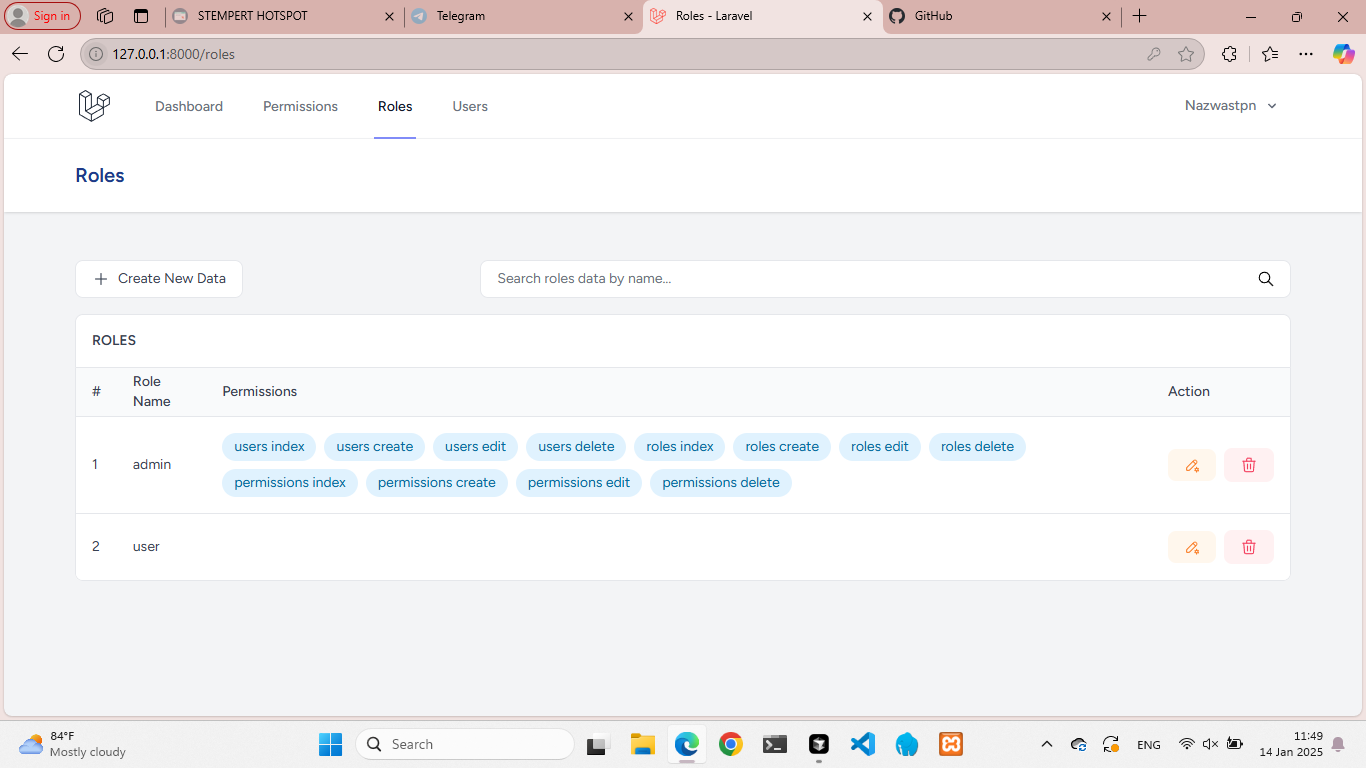 Sign in
STEMPERT HOTSPOT
Telegram
Roles - Laravel
GitHub
127.0.0.1:8000/roles
Dashboard
Permissions
Roles
Users
Nazwastpn
Roles
Create New Data
Search roles data by name...
ROLES
# Role Name Permissions Action
1 admin
users index users create users edit users delete roles index roles create roles edit roles delete
permissions index permissions create permissions edit permissions delete
2 user
84°F
Mostly cloudy
Search
ENG
11:49
14 Jan 2025